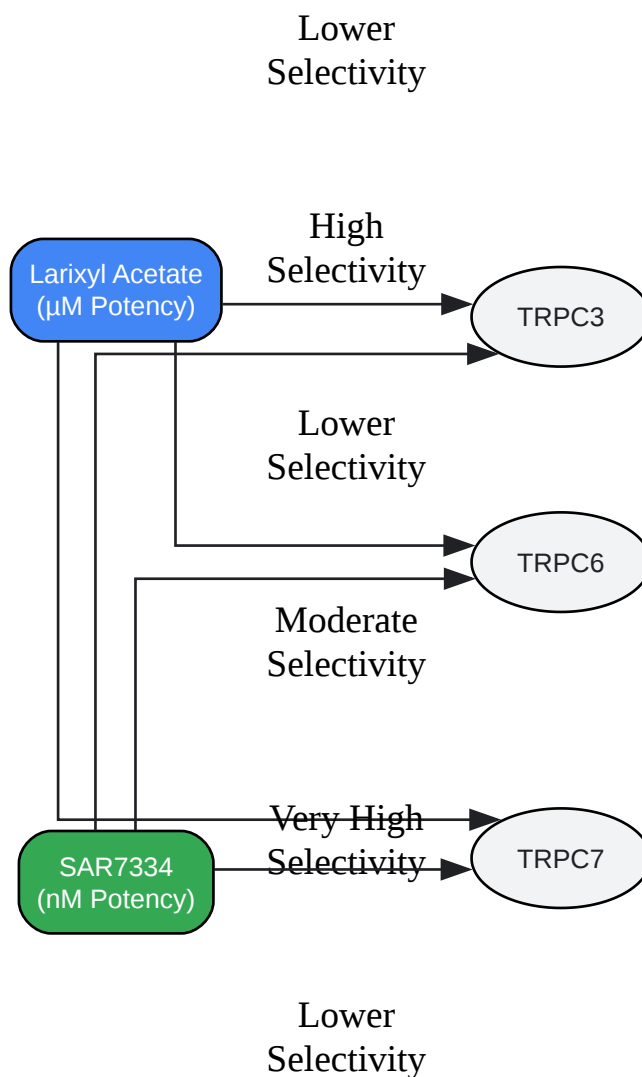 Lower
Selectivity
High
Selectivity
Larixyl Acetate
(µM Potency)
TRPC3
Lower
Selectivity
TRPC6
Moderate
Selectivity
Very High
Selectivity
SAR7334
(nM Potency)
TRPC7
Lower
Selectivity